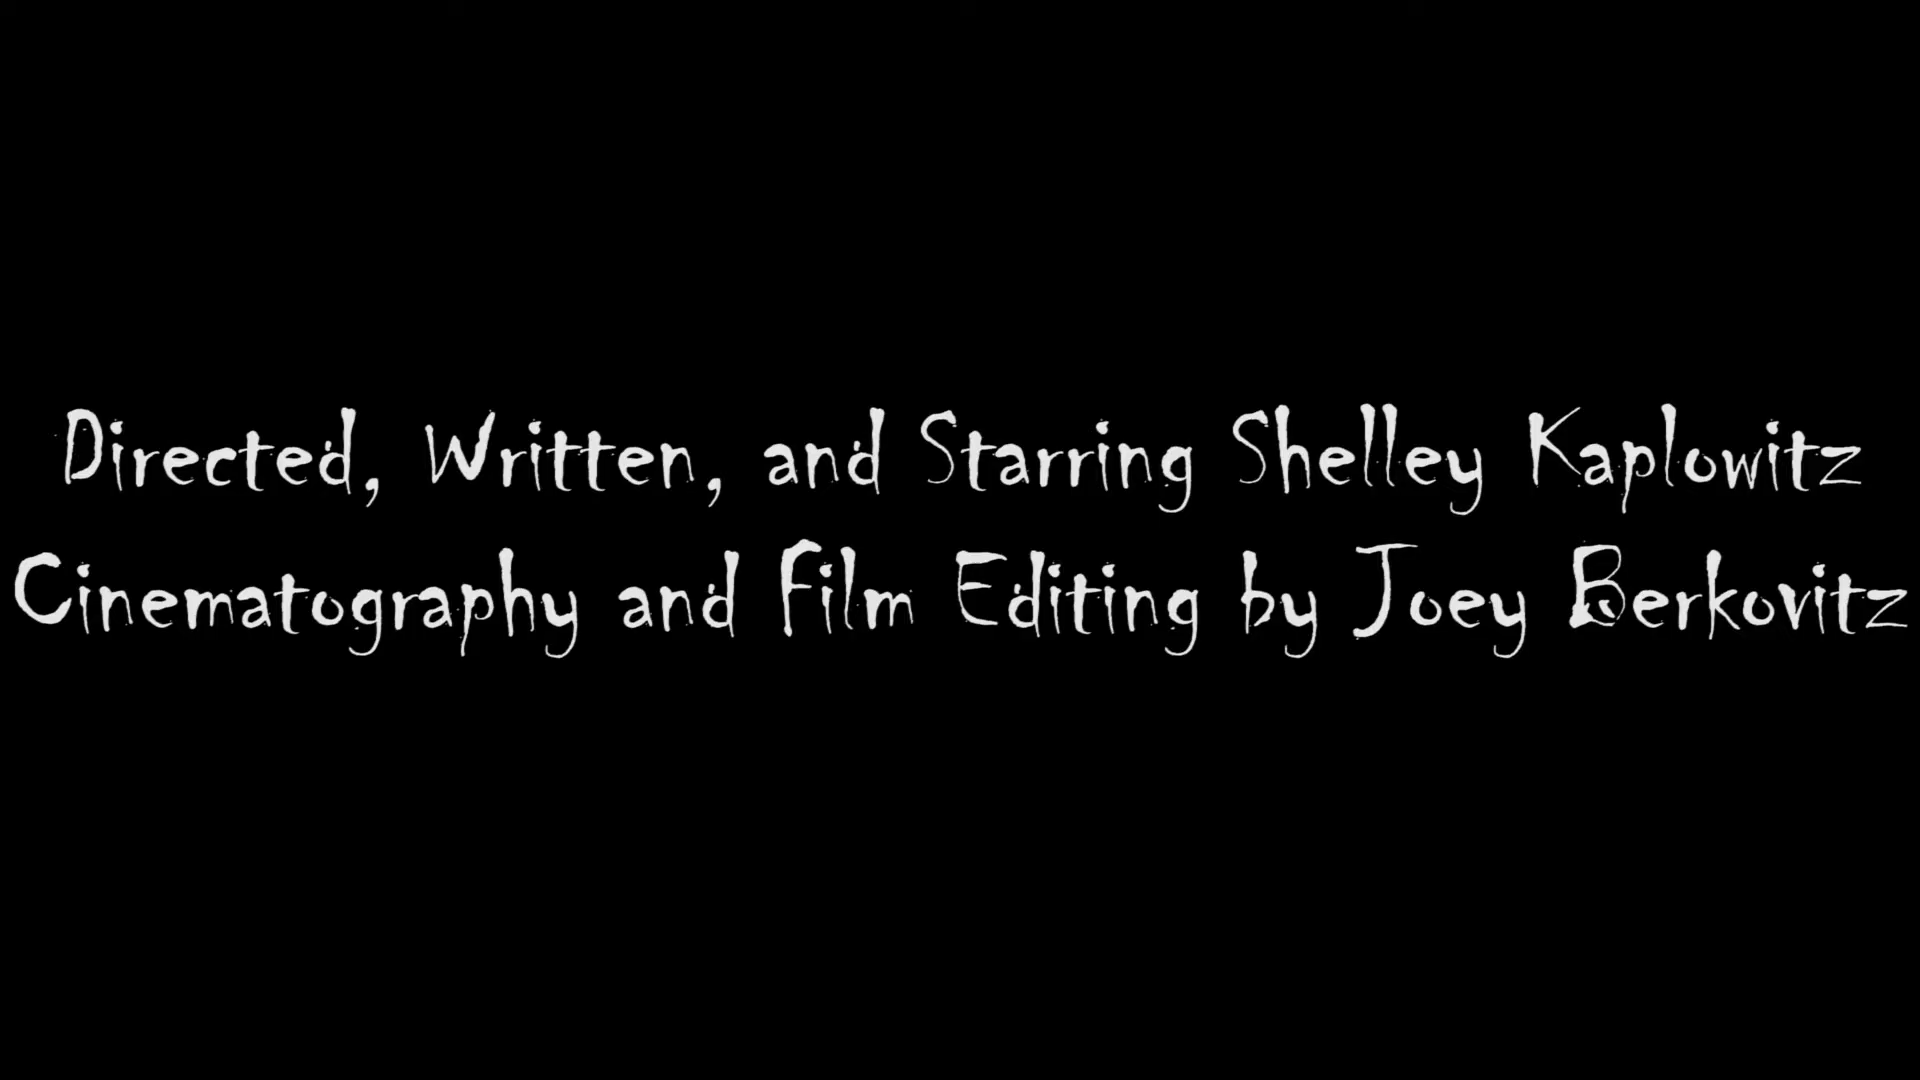 Directed, Written, and Starring Shelley Kaplowitz
Cinematography and Film Editing by Joey Berkovitz